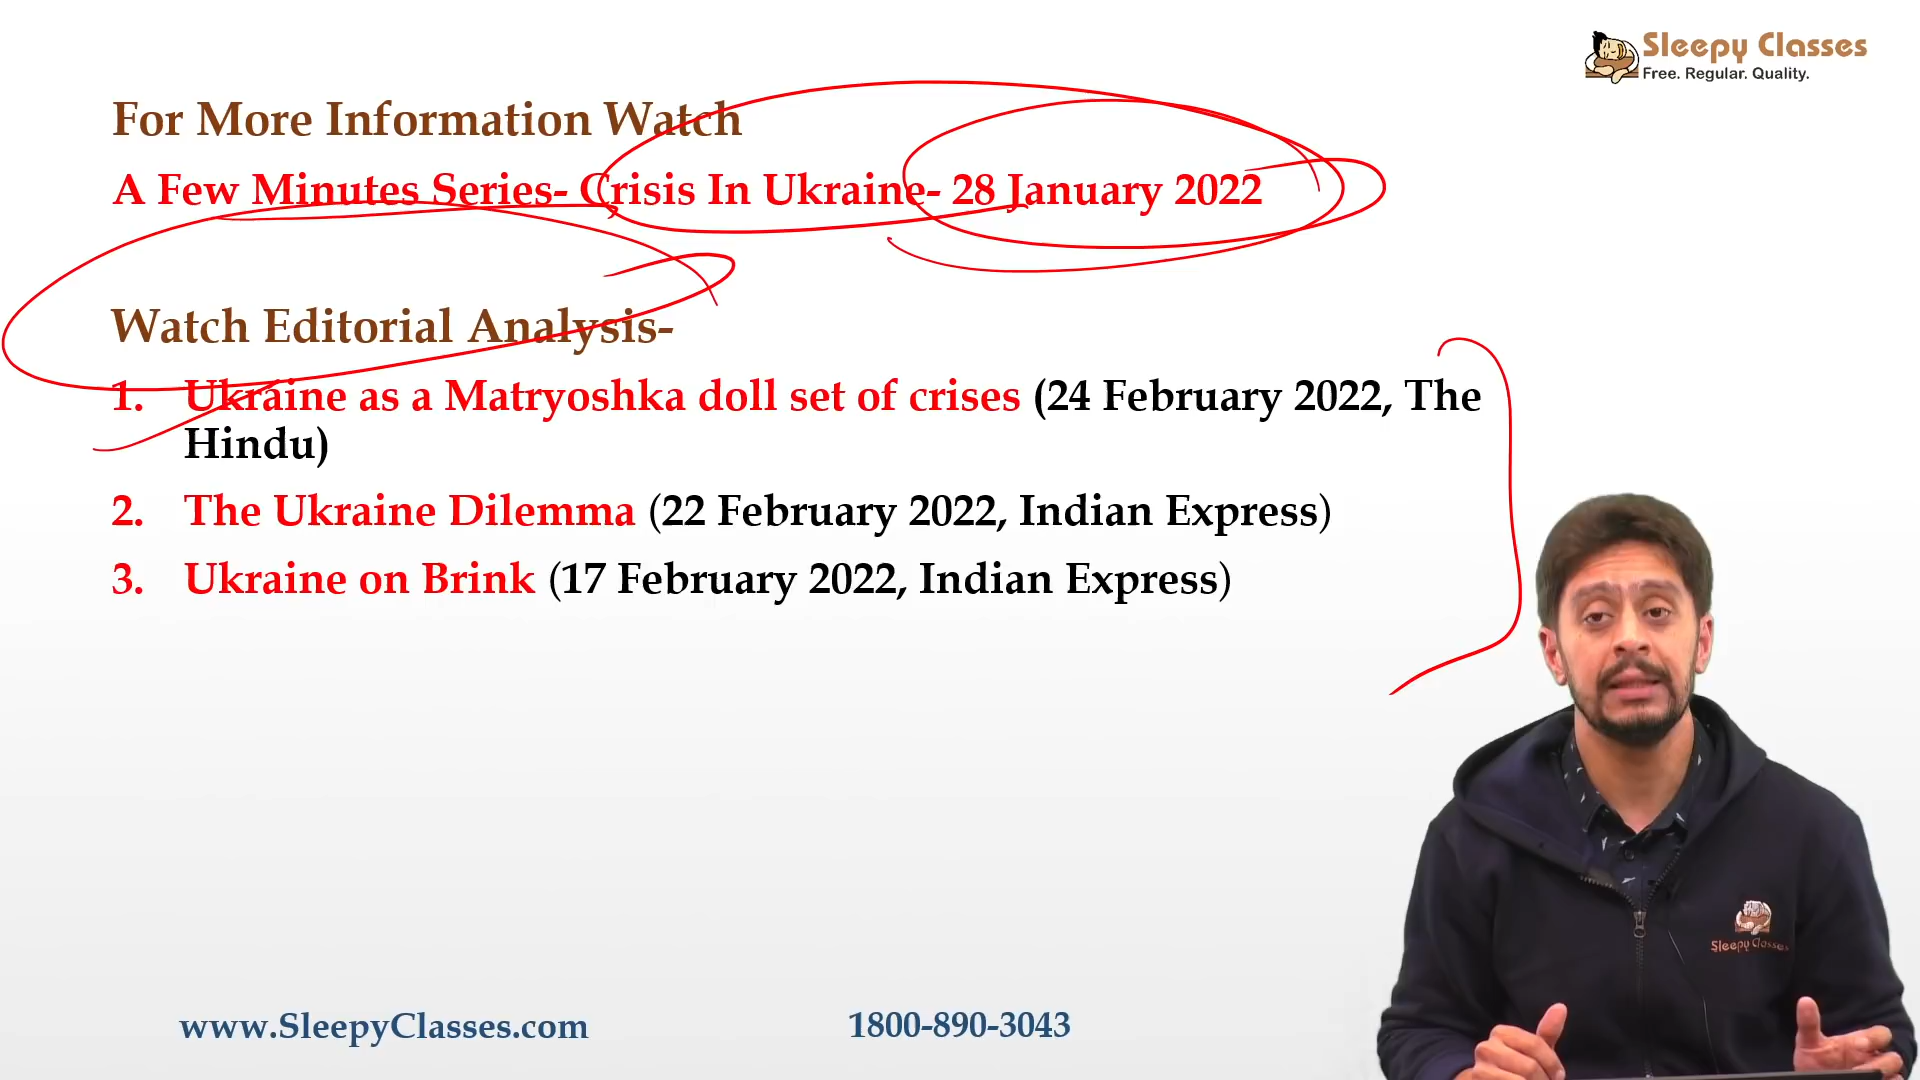 Sleepy Classes
Free. Regular. Quality.
For More Information Watch
A Few Minutes Series- Crisis In Ukraine- 28 January 2022
Watch Editorial Analysis-
1. Ukraine as a Matryoshka doll set of crises (24 February 2022, The
Hindu)
2. The Ukraine Dilemma (22 February 2022, Indian Express)
3. Ukraine on Brink (17 February 2022, Indian Express)
Sleepy Classes
www.SleepyClasses.com
1800-890-3043